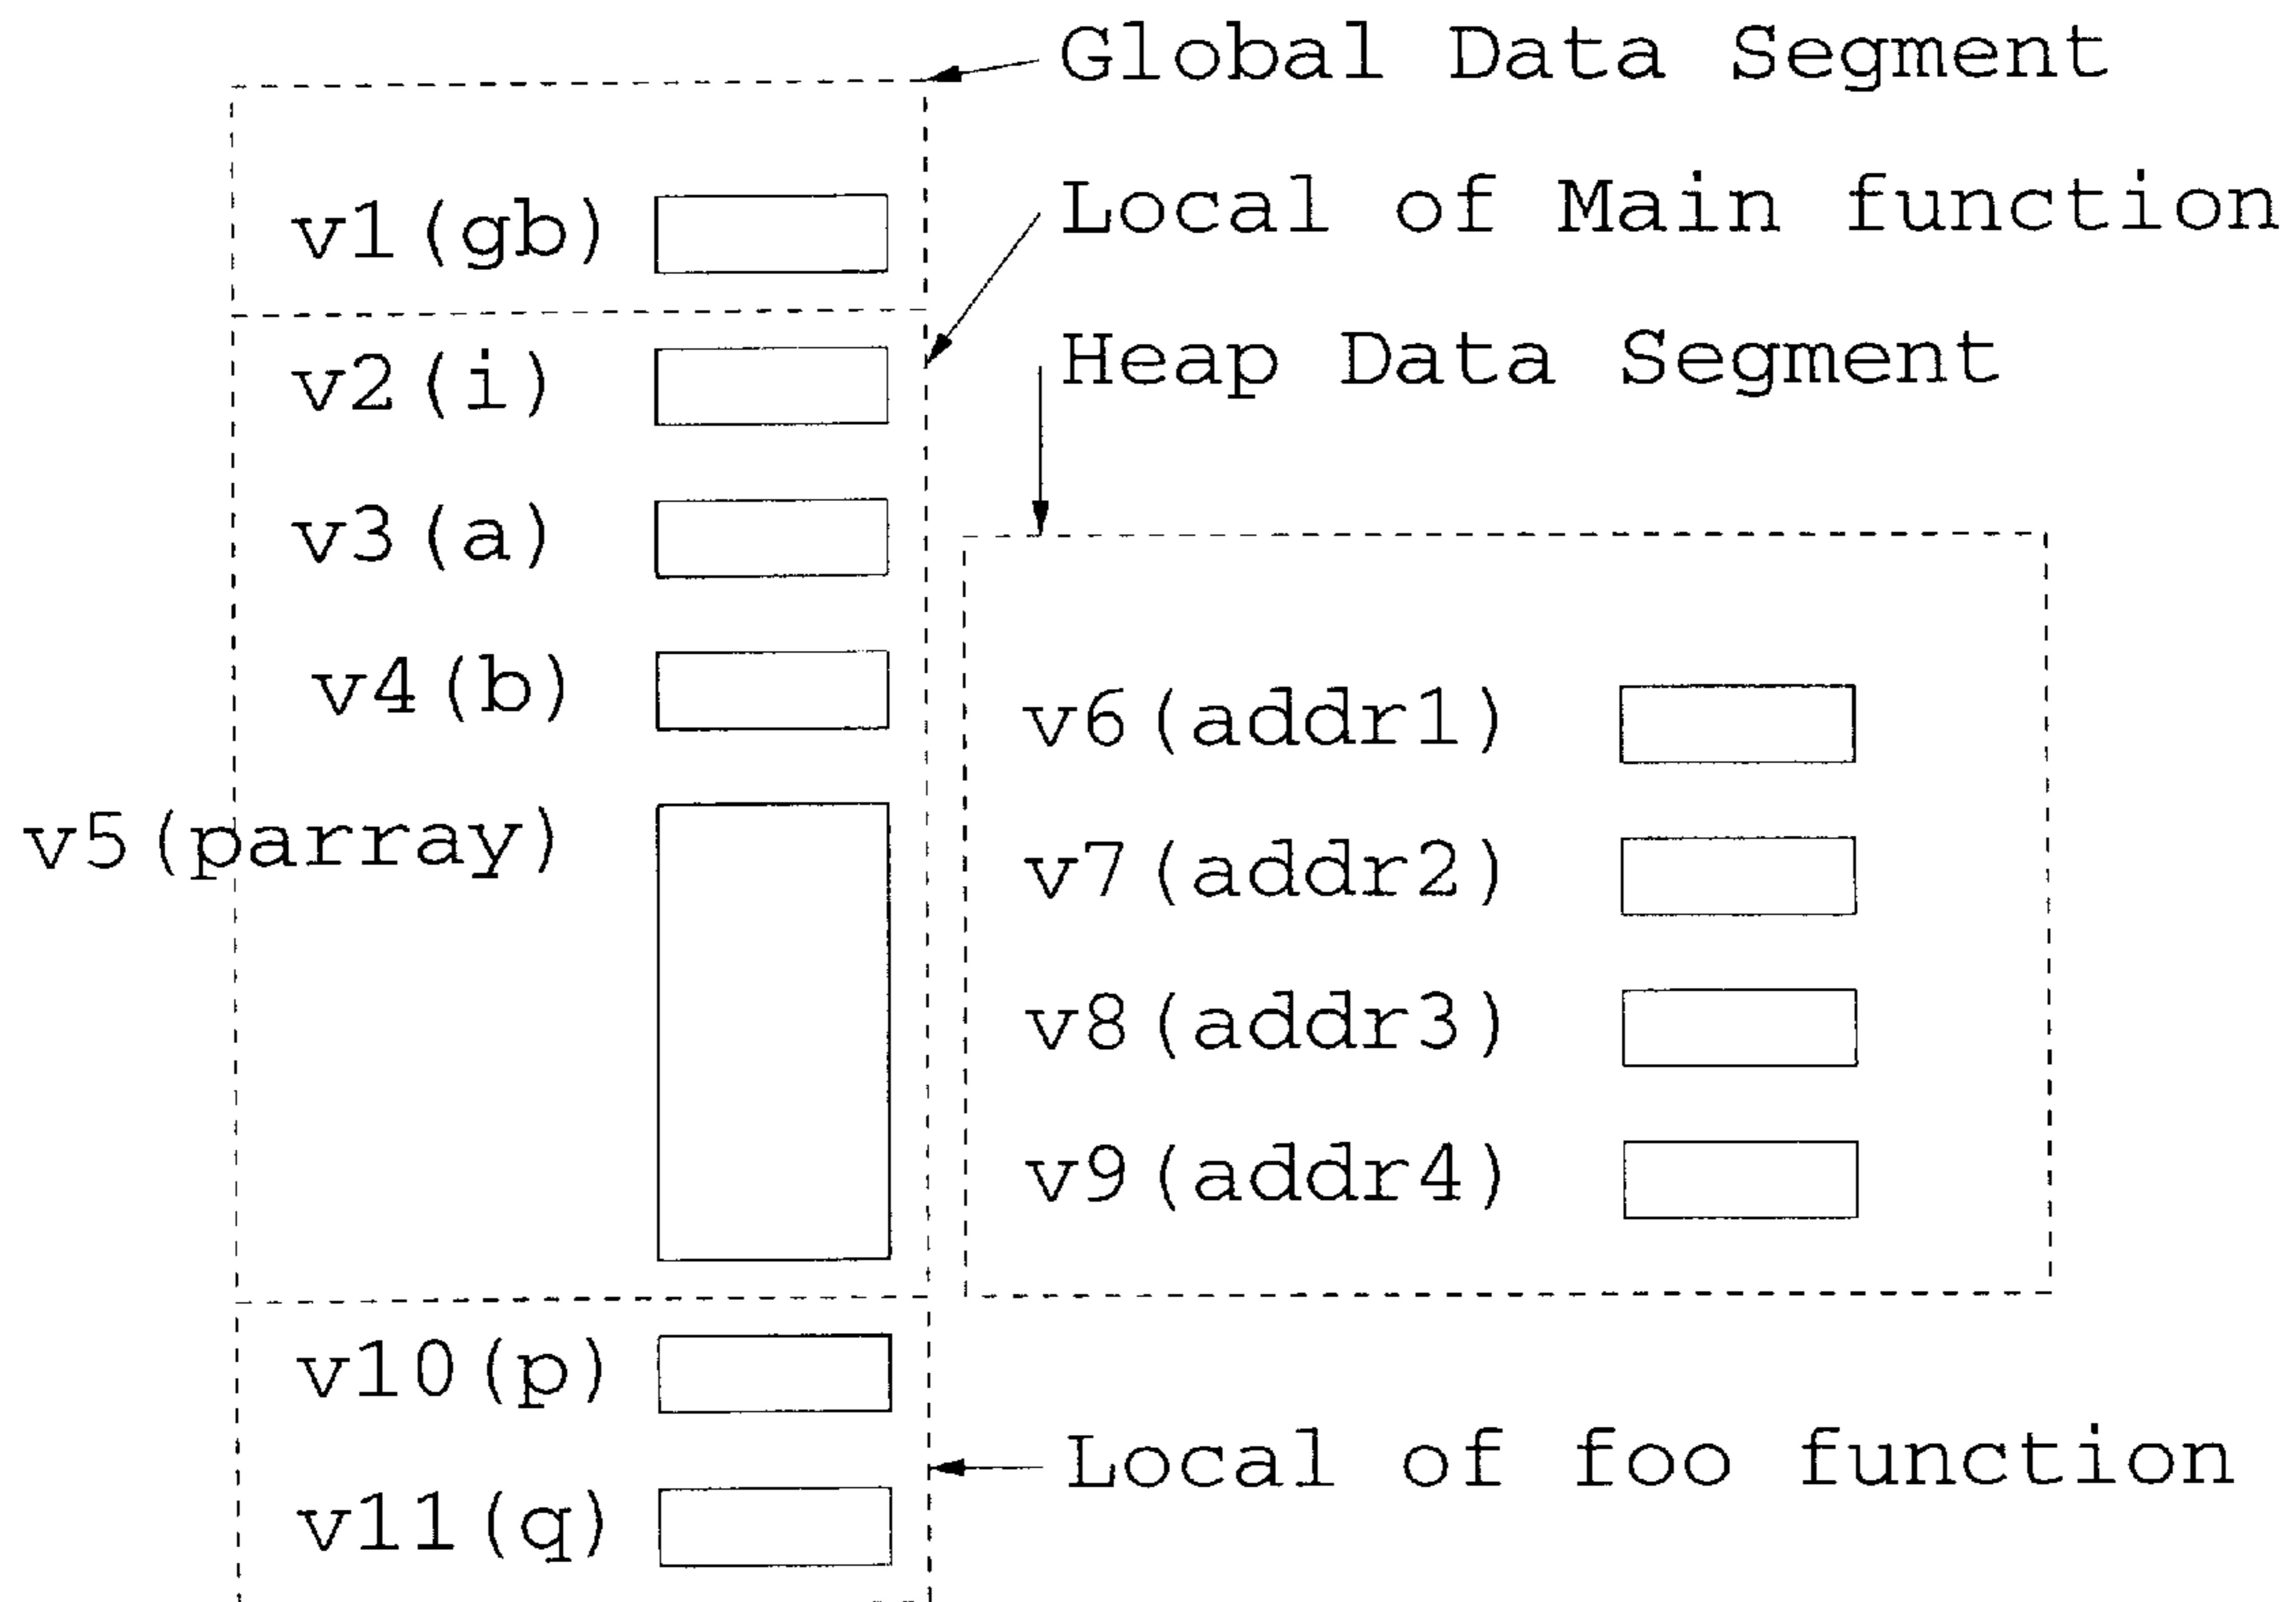 Global Data Segment
v1(gb)
Local of Main function
v2(i)
Heap Data Segment
v3(a)
v4(b)
v5(parray)
v6(addr1)
v7(addr2)
v8(addr3)
v9(addr4)
v10(p)
Local of foo function
v11(q)